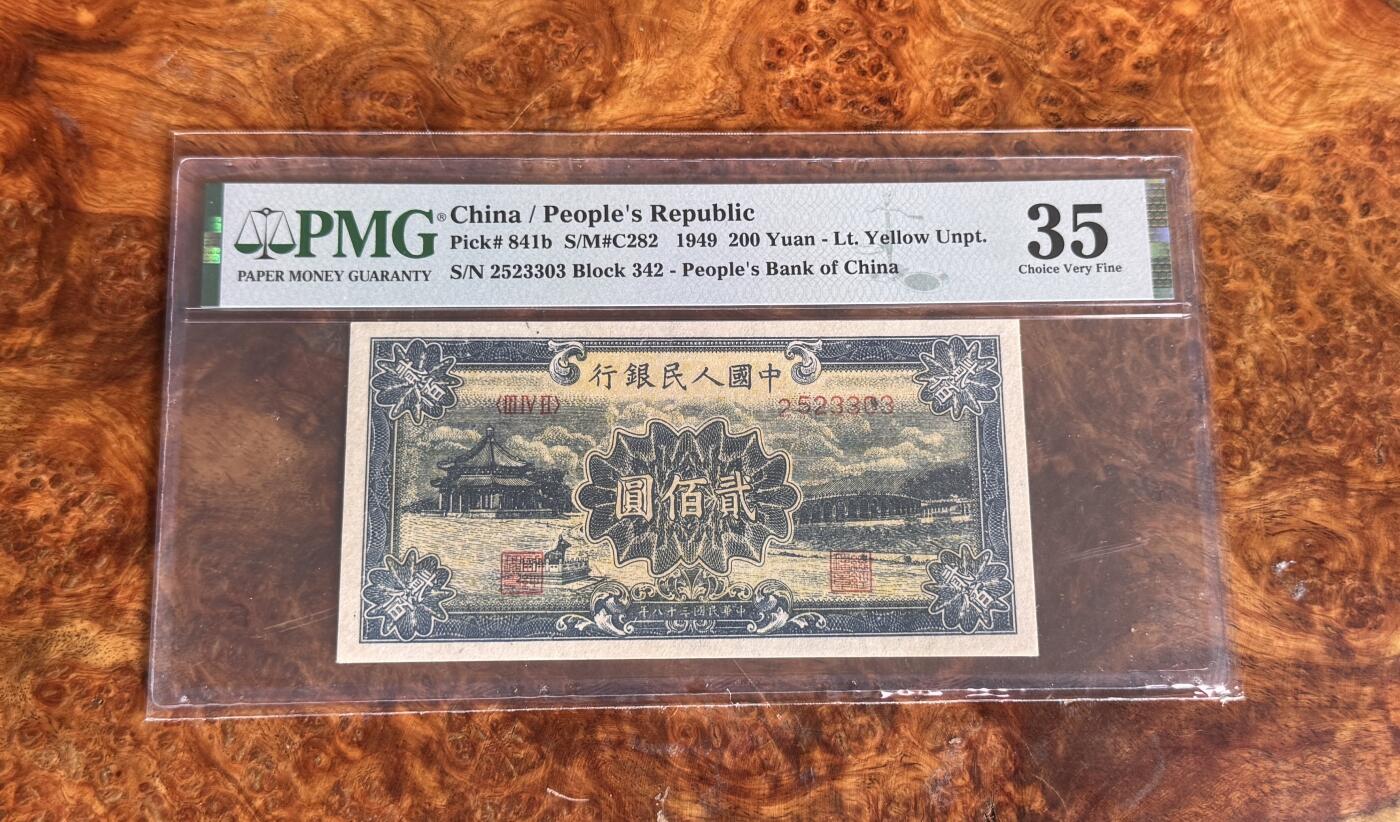 PMG®
PAPER MONEY GUARANTY
China / People's Republic
Pick# 841b S/M#C282 1949 200 Yuan - Lt. Yellow Unpt.
S/N 2523303 Block 342 - People's Bank of China
35
Choice Very Fine
行銀民人國中
〈III IV II〉
2523303
圓佰貳
年八十三國民華中